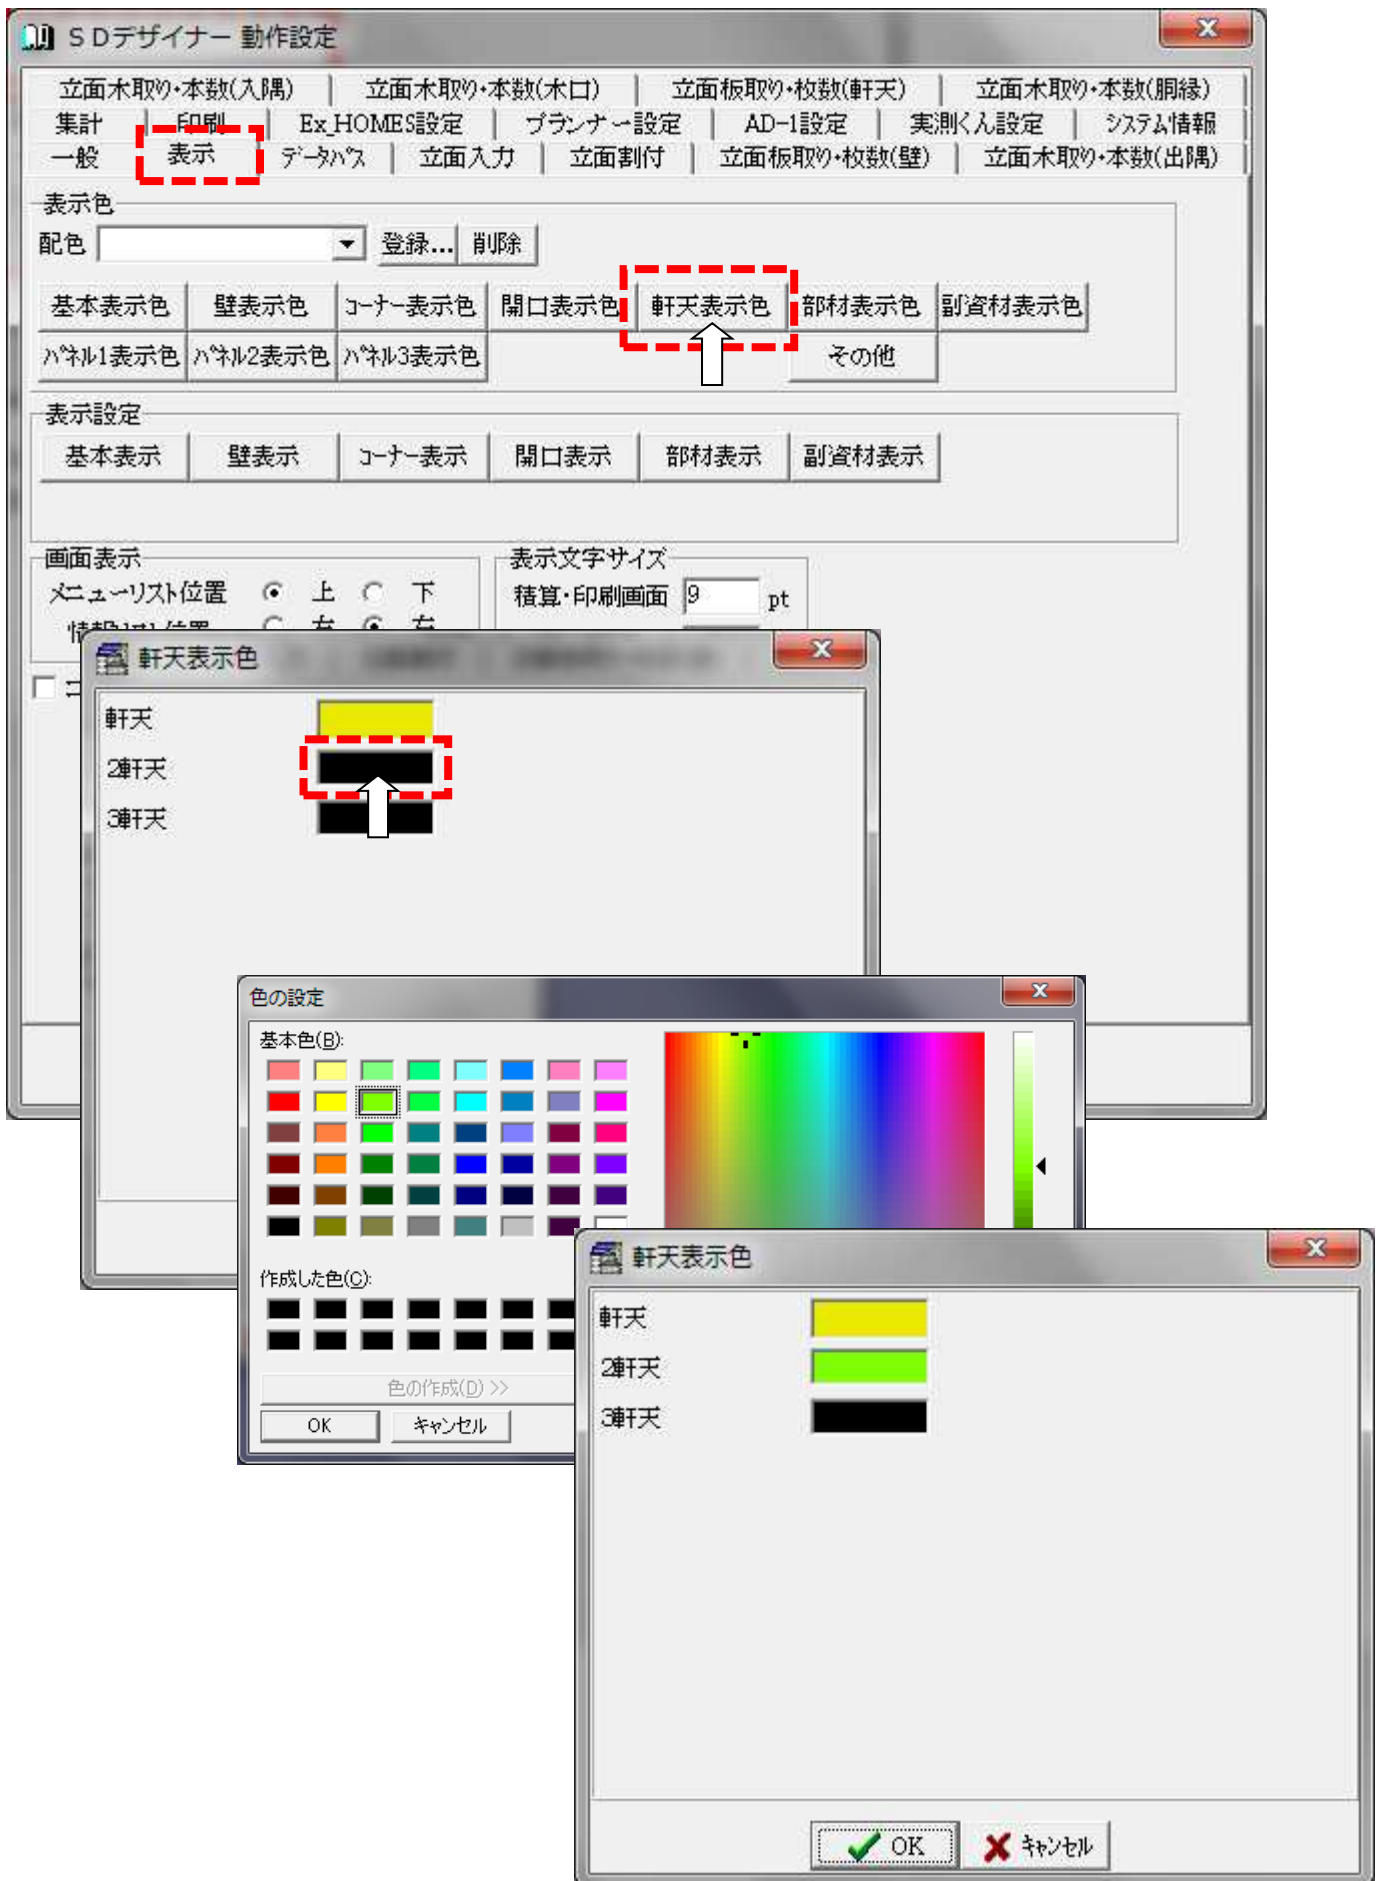 SDデザイナー 動作設定
立面木取り・本数(入隅) 立面木取り・本数(木口) 立面板取り・枚数(軒天) 立面木取り・本数(胴縁)
集計 印刷 Ex_HOMES設定 プランナー設定 AD-1設定 実測くん設定 システム情報
一般 表示 データパス 立面入力 立面割付 立面板取り・枚数(壁) 立面木取り・本数(出隅)
表示色
配色 登録... 削除
基本表示色 壁表示色 コーナー表示色 開口表示色 軒天表示色 部材表示色 副資材表示色
パネル1表示色 パネル2表示色 パネル3表示色 その他
表示設定
基本表示 壁表示 コーナー表示 開口表示 部材表示 副資材表示
画面表示 表示文字サイズ
メニューリスト位置 上 下 積算・印刷画面 9 pt
軒天表示色
軒天
2軒天
3軒天
色の設定
基本色(B):
作成した色(C):
色の作成(D) >>
OK キャンセル
軒天表示色
軒天
2軒天
3軒天
OK キャンセル